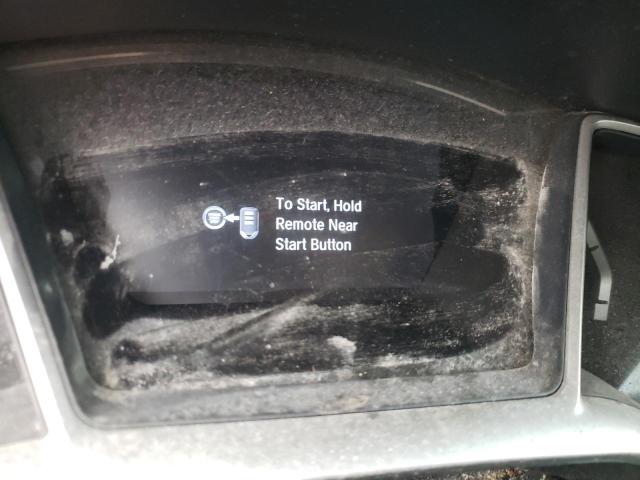 To Start, Hold
Remote Near
Start Button